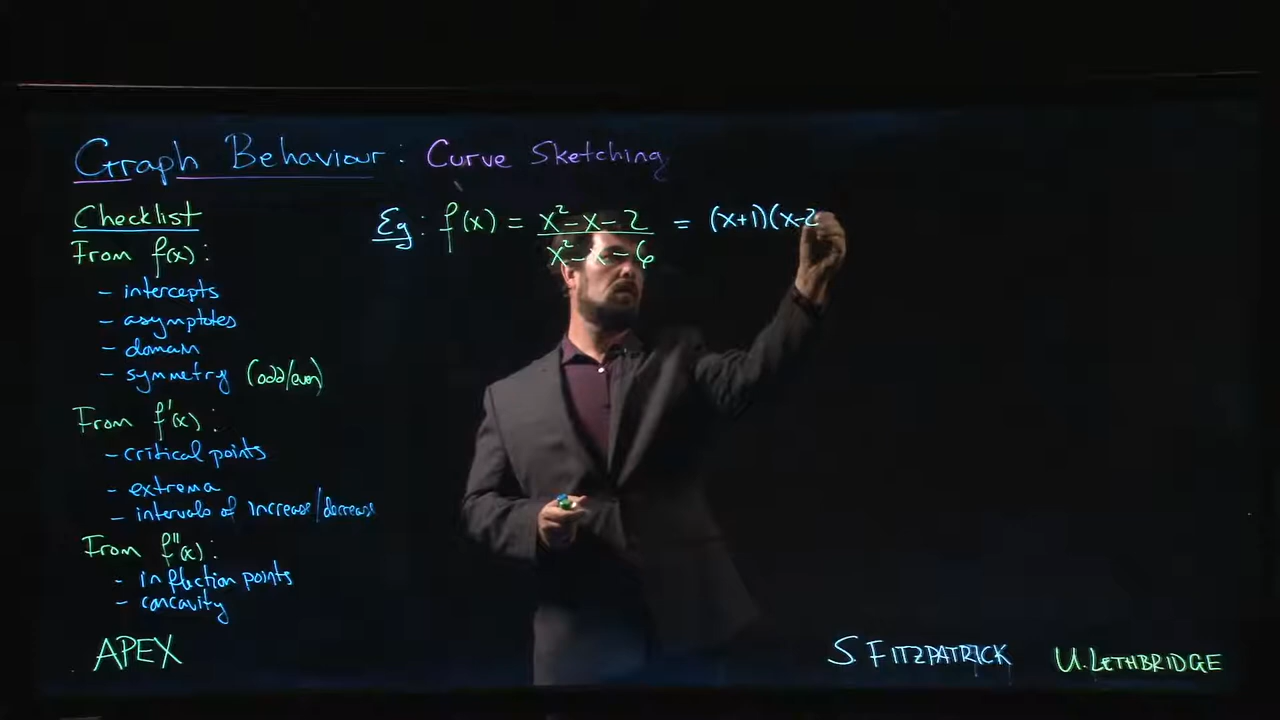 Graph Behaviour: Curve Sketching
Checklist
From f(x):
- intercepts
- asymptotes
- domain
- symmetry (odd/even)
From f'(x):
- critical points
- extrema
- intervals of increase/decrease
From f''(x):
- inflection points
- concavity
APEX
Eg: f(x) = x²-x-2 / x²-x-6 = (x+1)(x-2
S. FITZPATRICK
U. LETHBRIDGE